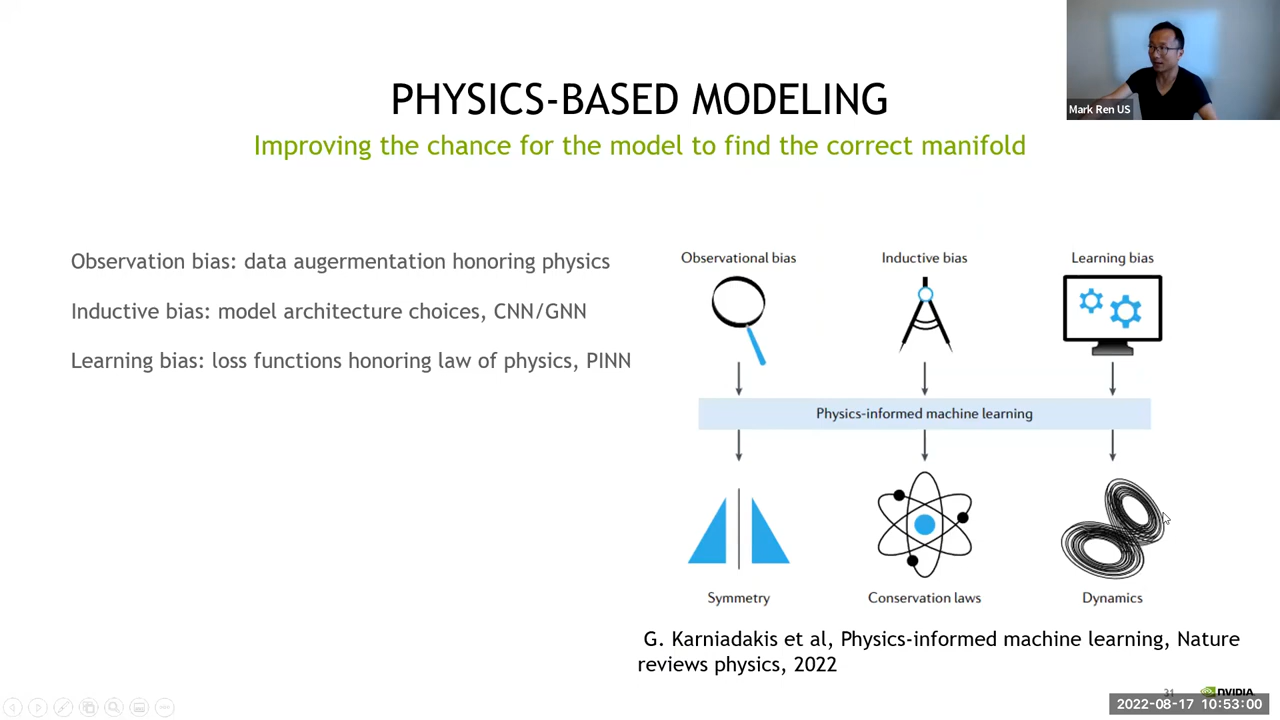 Mark Ren US
PHYSICS-BASED MODELING
Improving the chance for the model to find the correct manifold
Observation bias: data augermentation honoring physics
Inductive bias: model architecture choices, CNN/GNN
Learning bias: loss functions honoring law of physics, PINN
Observational bias
Inductive bias
Learning bias
Physics-informed machine learning
Symmetry
Conservation laws
Dynamics
G. Karniadakis et al, Physics-informed machine learning, Nature
reviews physics, 2022
31
NVIDIA.
2022-08-17 10:53:00